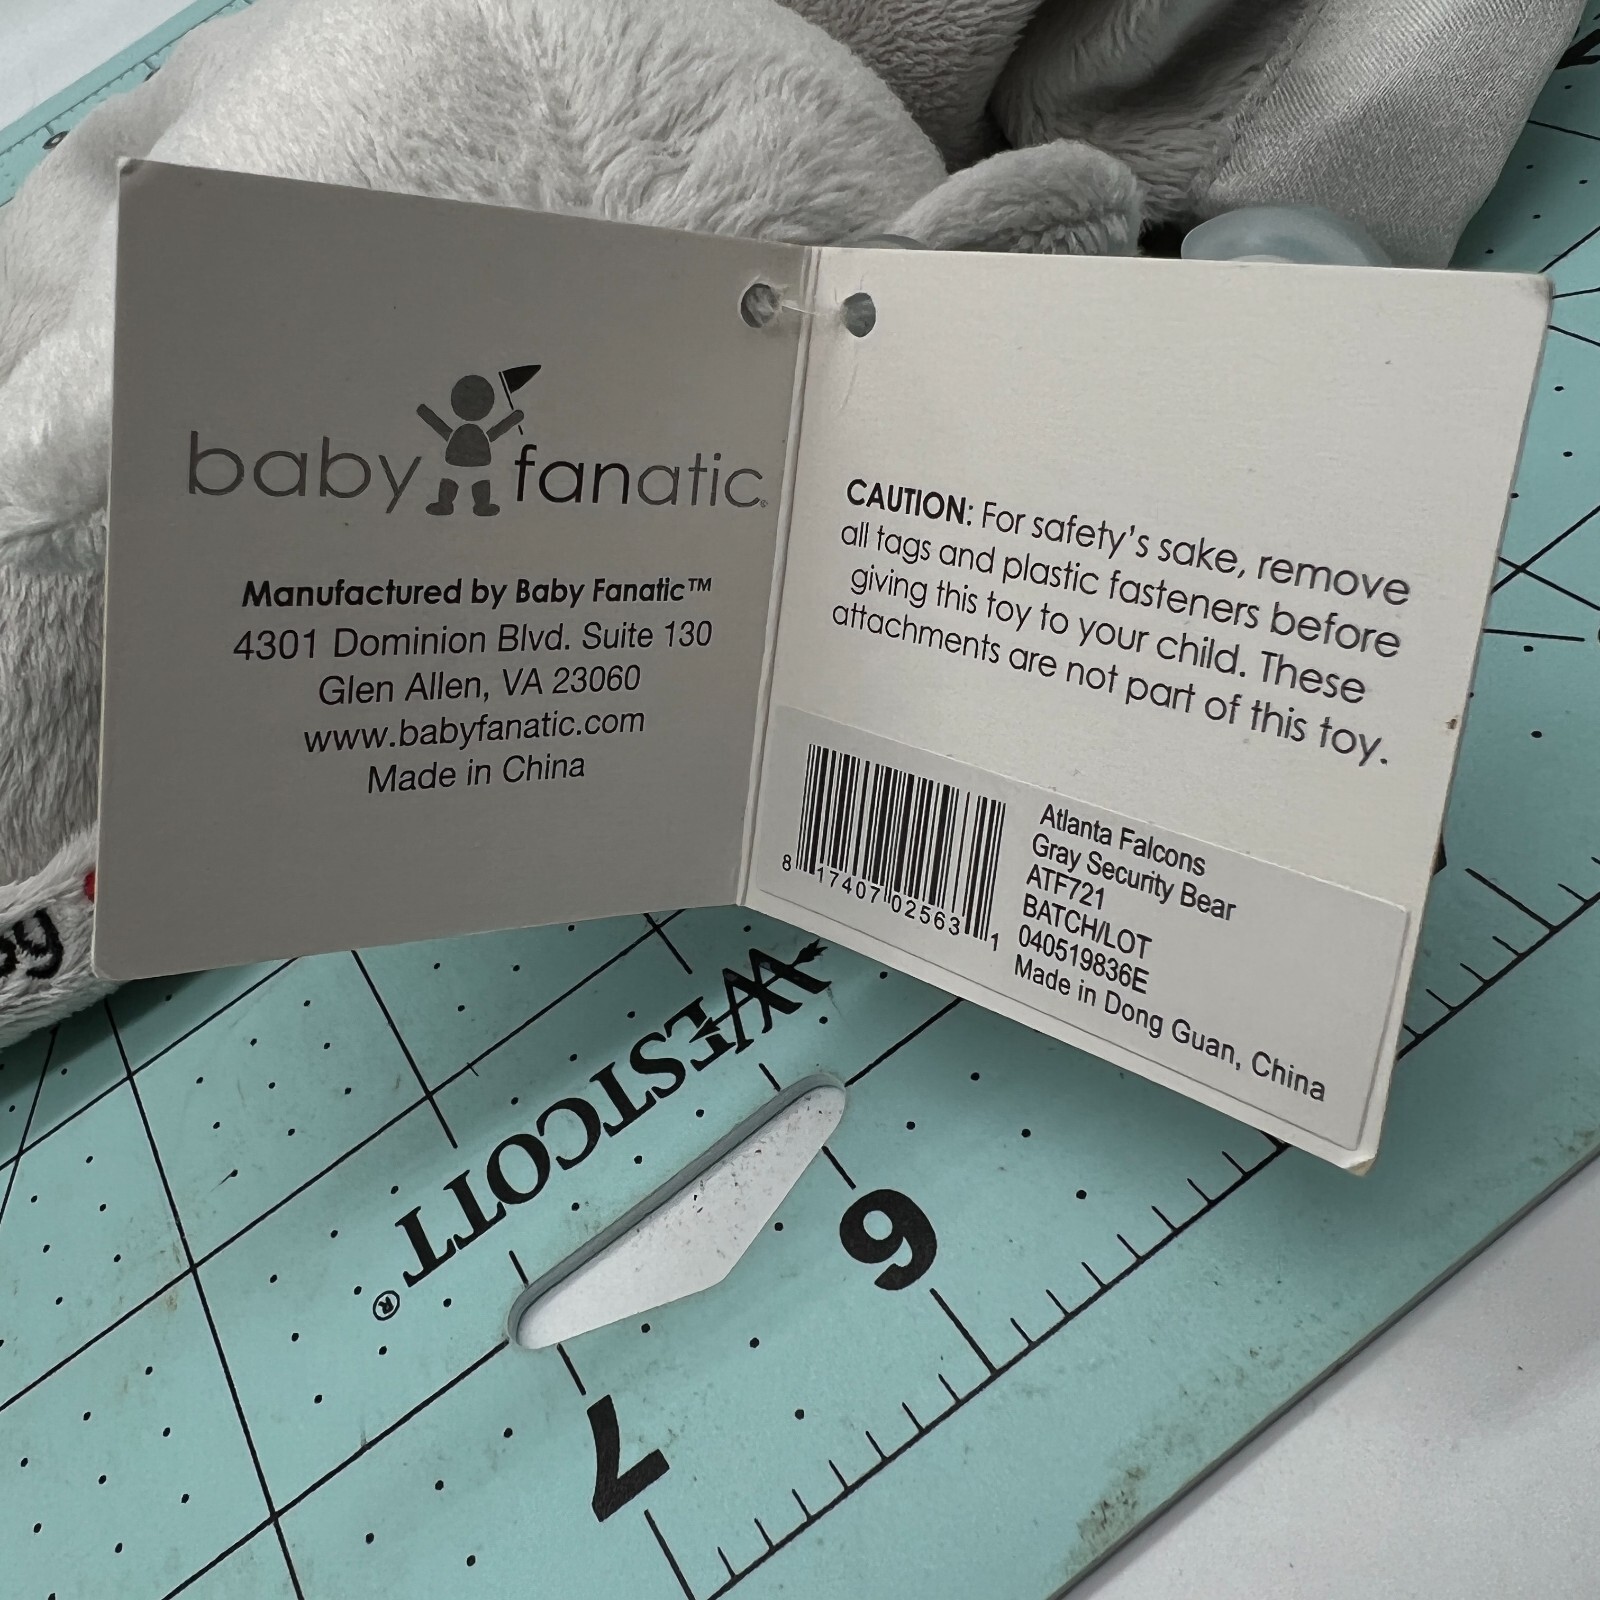 baby fanatic®
Manufactured by Baby Fanatic™
4301 Dominion Blvd. Suite 130
Glen Allen, VA 23060
www.babyfanatic.com
Made in China
CAUTION: For safety's sake, remove
all tags and plastic fasteners before
giving this toy to your child. These
attachments are not part of this toy.
8 17407 02563 1
Atlanta Falcons
Gray Security Bear
ATF721
BATCH/LOT
040519836E
Made in Dong Guan, China
WESTCOTT®
6
7